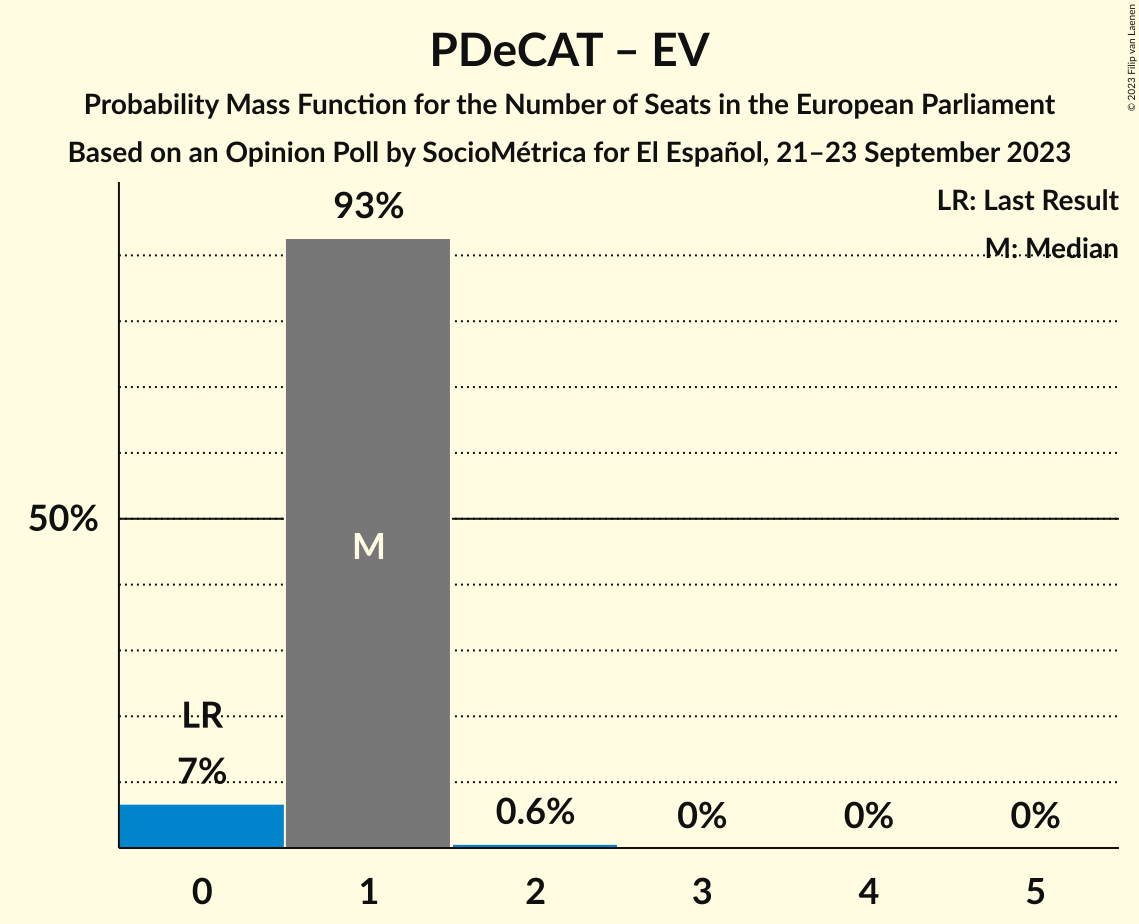 PDeCAT – EV
Probability Mass Function for the Number of Seats in the European Parliament
Based on an Opinion Poll by SocioMétrica for El Español, 21–23 September 2023
© 2023 Filip van Laenen
LR: Last Result
M: Median
93%
50%
M
LR
7%
0.6%
0%
0%
0%
0 1 2 3 4 5